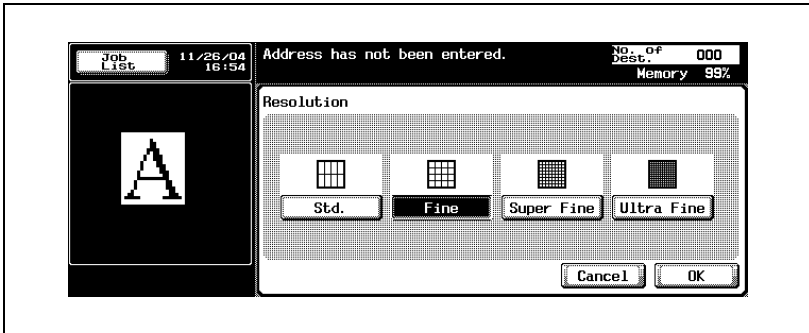 Job List
11/26/04
16:54
Address has not been entered.
No. of Dest. 000
Memory 99%
A
Resolution
Std. Fine Super Fine Ultra Fine
Cancel OK